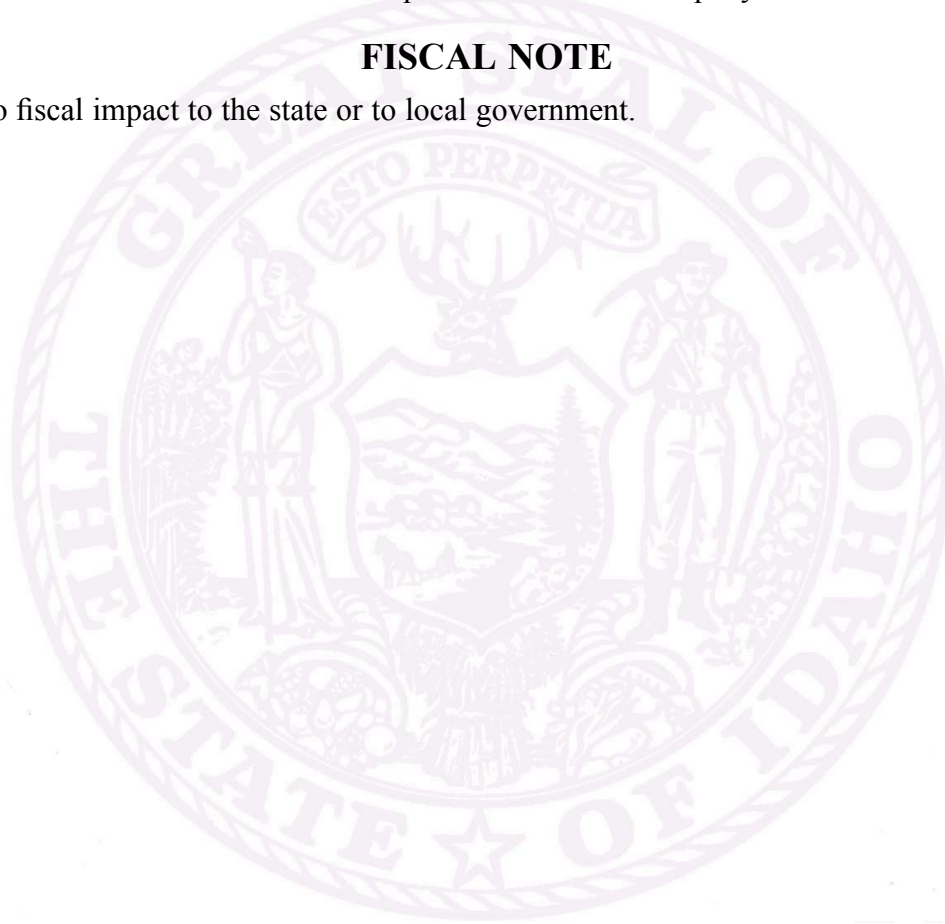 FISCAL NOTE
o fiscal impact to the state or to local government.
THE GREAT SEAL OF
THE STATE OF IDAHO
ESTO PERPETUA